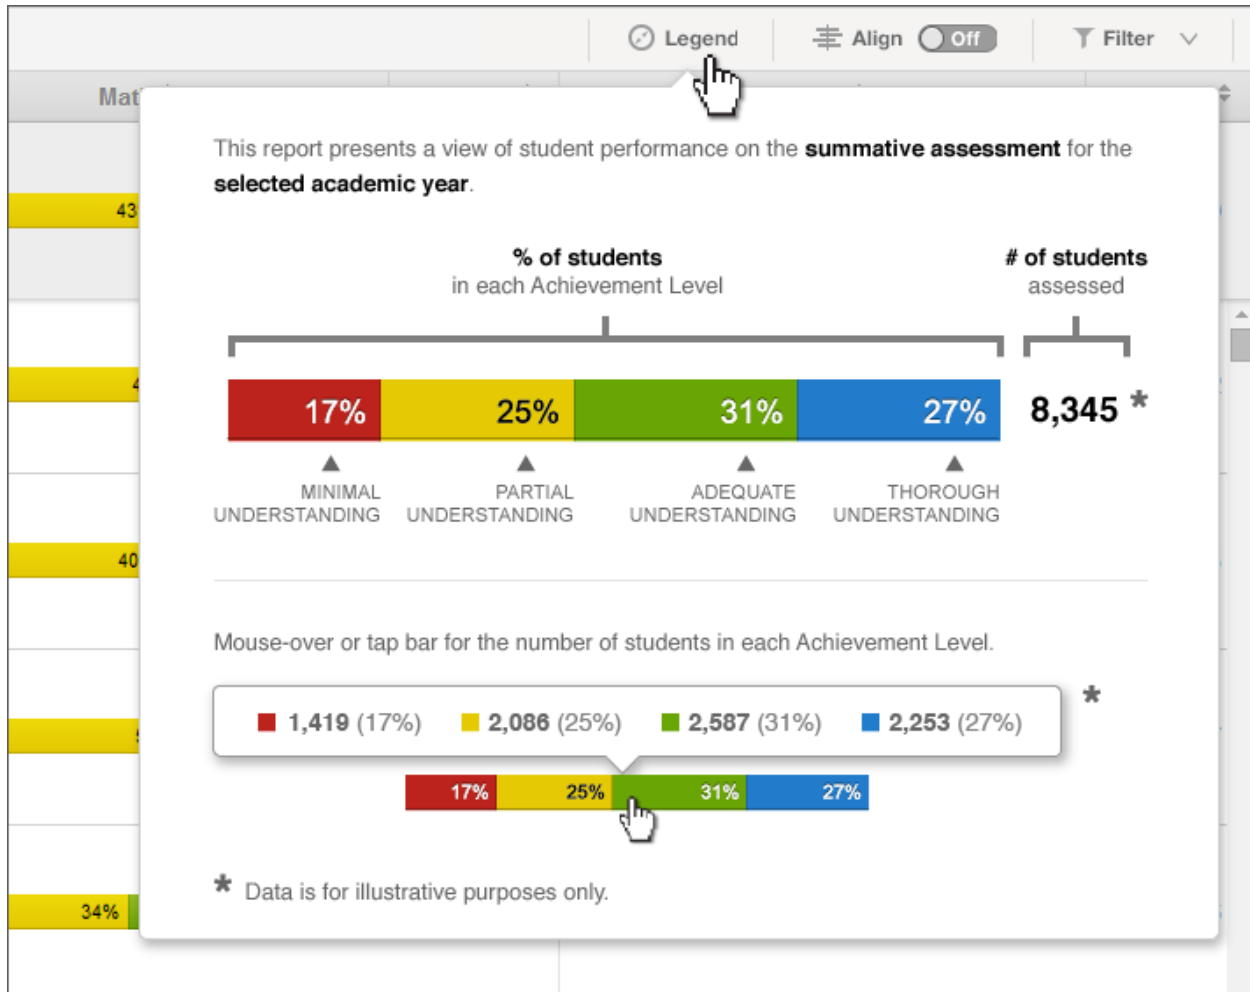 Legend Align Off Filter
Mat
This report presents a view of student performance on the summative assessment for the
selected academic year.
43
% of students
in each Achievement Level
# of students
assessed
17% 25% 31% 27% 8,345 *
MINIMAL
UNDERSTANDING
PARTIAL
UNDERSTANDING
ADEQUATE
UNDERSTANDING
THOROUGH
UNDERSTANDING
40
Mouse-over or tap bar for the number of students in each Achievement Level.
1,419 (17%) 2,086 (25%) 2,587 (31%) 2,253 (27%) *
17% 25% 31% 27%
* Data is for illustrative purposes only.
34%